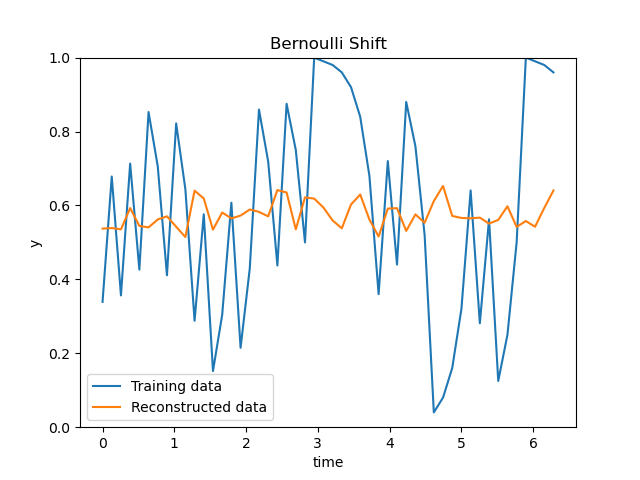 Bernoulli Shift
1.0
0.8
0.6
0.4
0.2
0.0
y
Training data
Reconstructed data
0 1 2 3 4 5 6
time